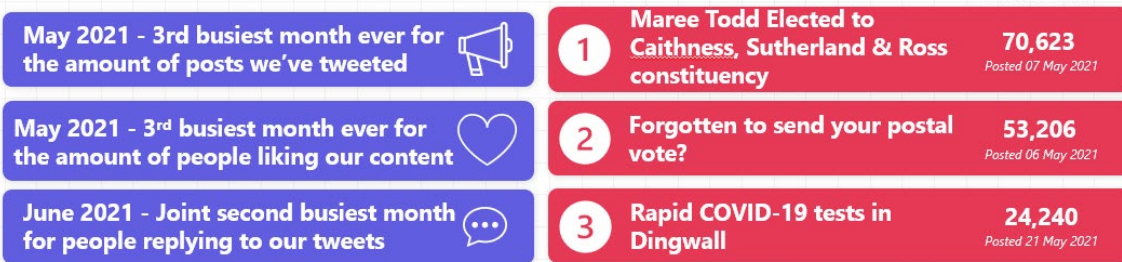 May 2021 - 3rd busiest month ever for
the amount of posts we've tweeted
May 2021 - 3rd busiest month ever for
the amount of people liking our content
June 2021 - Joint second busiest month
for people replying to our tweets
1
Maree Todd Elected to
Caithness, Sutherland & Ross
constituency
70,623
Posted 07 May 2021
2
Forgotten to send your postal
vote?
53,206
Posted 06 May 2021
3
Rapid COVID-19 tests in
Dingwall
24,240
Posted 21 May 2021